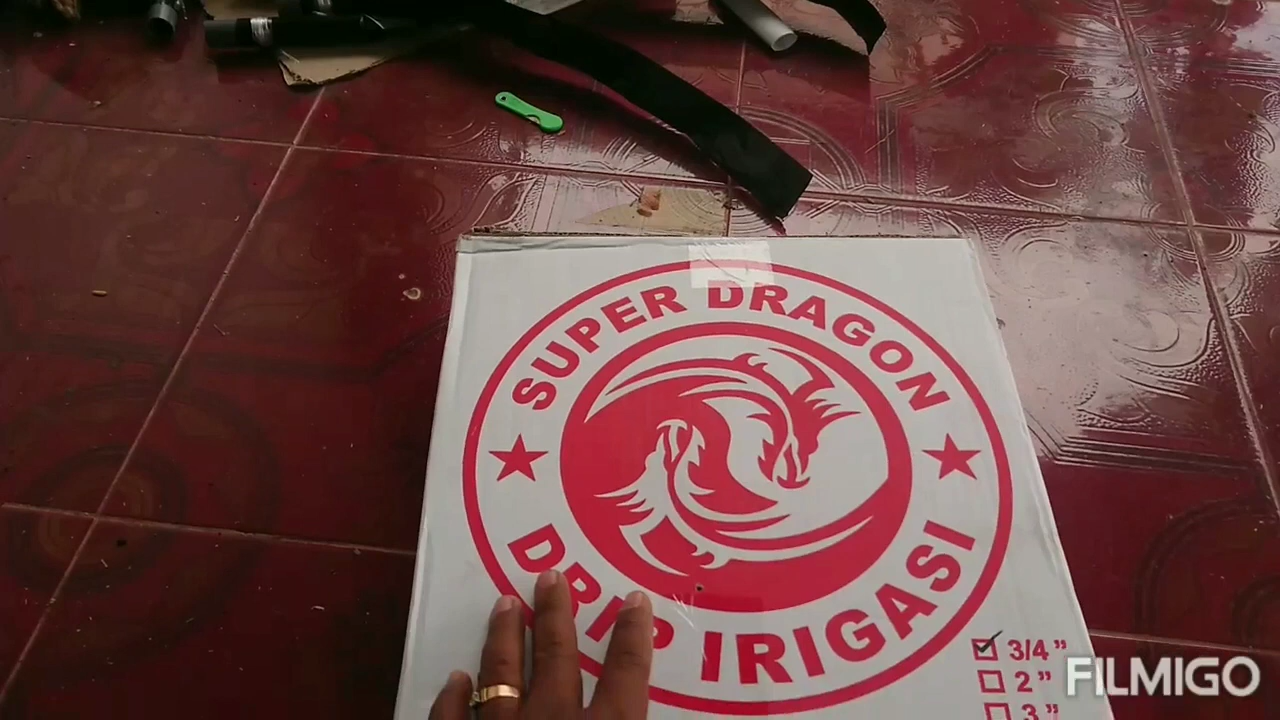 SUPER DRAGON
DRIP IRIGASI
3/4"
2"
3"
FILMIGO